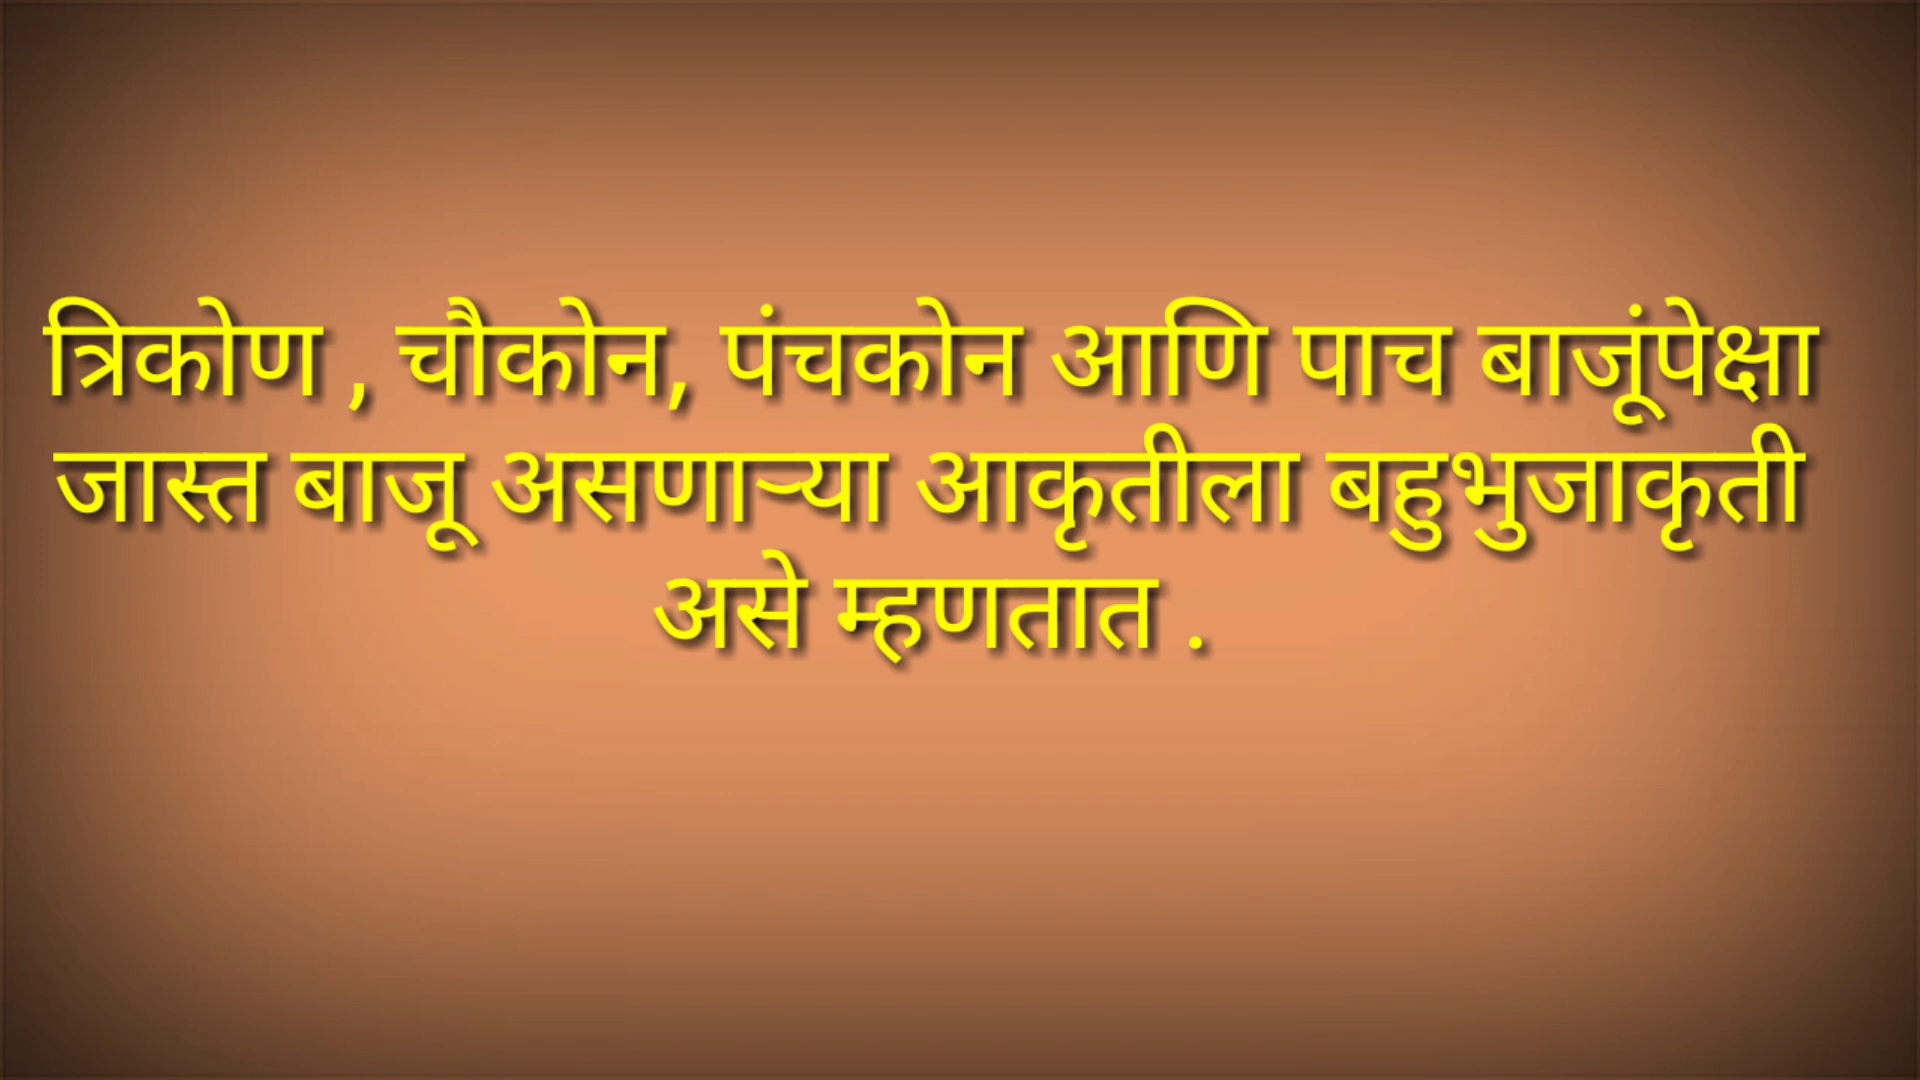 त्रिकोण , चौकोन, पंचकोन आणि पाच बाजूंपेक्षा
जास्त बाजू असणाऱ्या आकृतीला बहुभुजाकृती
असे म्हणतात .